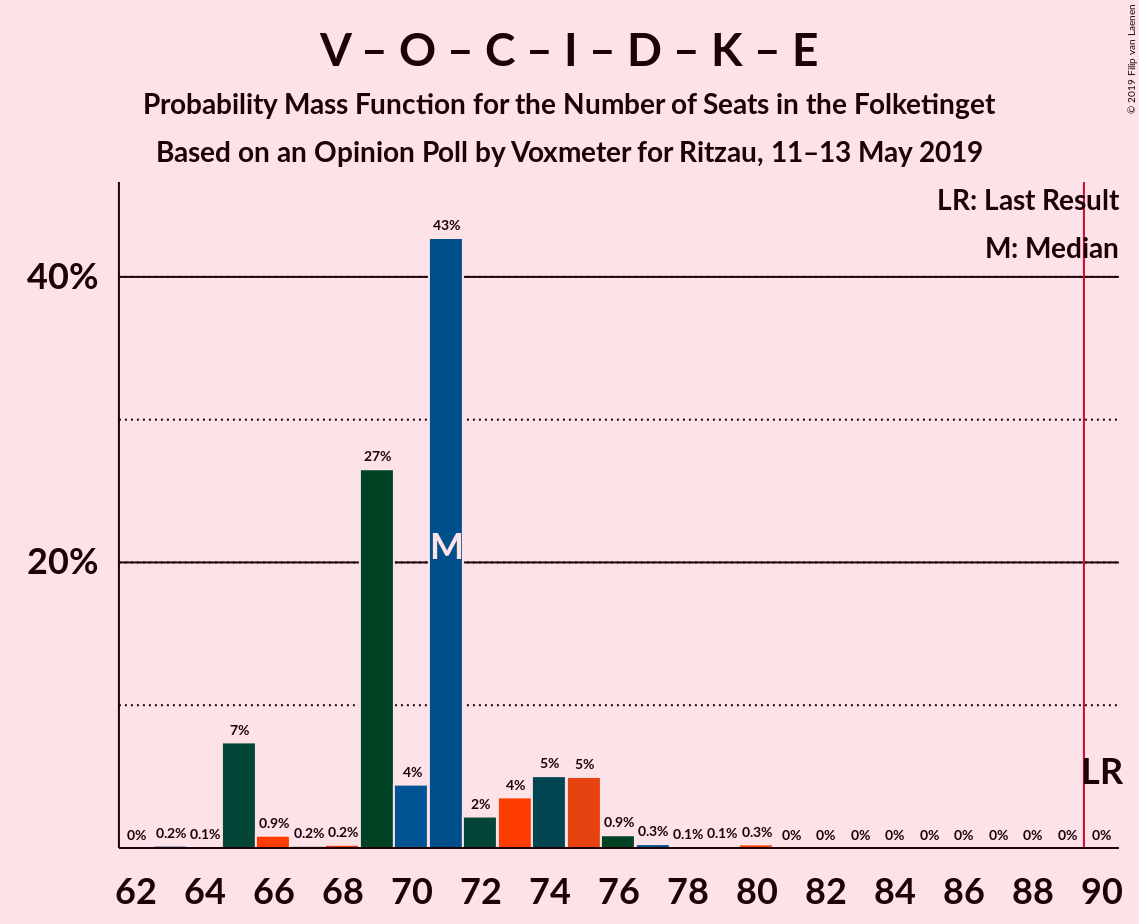 V – O – C – I – D – K – E
Probability Mass Function for the Number of Seats in the Folketinget
Based on an Opinion Poll by Voxmeter for Ritzau, 11–13 May 2019
© 2019 Filip van Laenen
LR: Last Result
M: Median
40%
20%
0% 0.2% 0.1% 7% 0.9% 0.2% 0.2% 27% 4% 43% 2% 4% 5% 5% 0.9% 0.3% 0.1% 0.1% 0.3% 0% 0% 0% 0% 0% 0% 0% 0% 0% 0%
M
LR
62 64 66 68 70 72 74 76 78 80 82 84 86 88 90